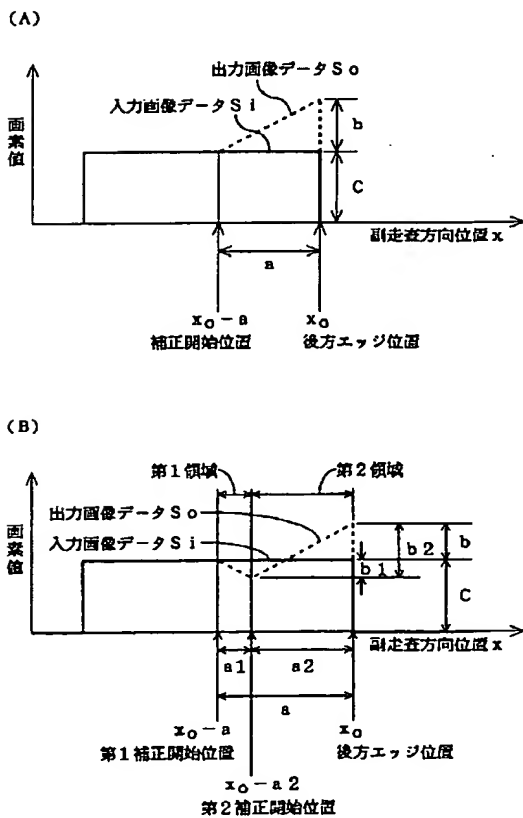 (A)
出力画像データSo
入力画像データSi
画素値
b
C
副走査方向位置x
a
x₀−a
x₀
補正開始位置
後方エッジ位置
(B)
第1領域
第2領域
出力画像データSo
入力画像データSi
画素値
b2
b
b1
C
副走査方向位置x
a1
a2
a
x₀−a
x₀
第1補正開始位置
後方エッジ位置
x₀−a2
第2補正開始位置